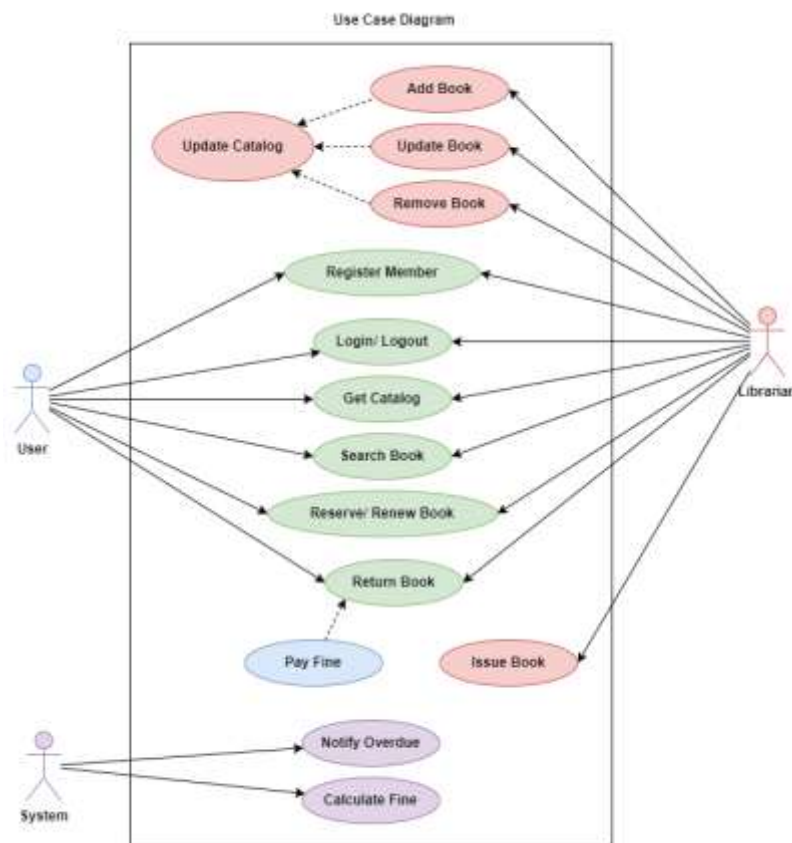 Use Case Diagram
Add Book
Update Catalog
Update Book
Remove Book
Register Member
Login/ Logout
Librarian
Get Catalog
User
Search Book
Reserve/ Renew Book
Return Book
Pay Fine
Issue Book
Notify Overdue
Calculate Fine
System